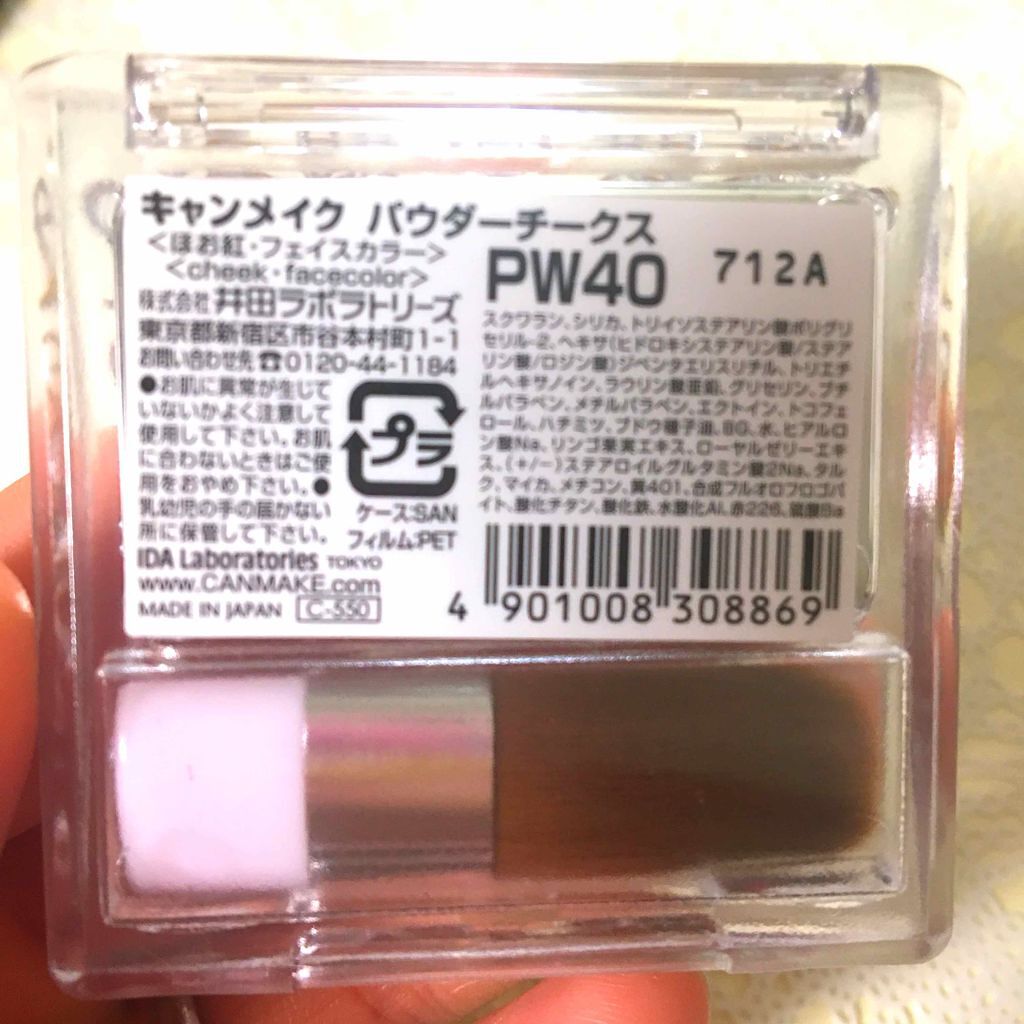 キャンメイク パウダーチークス
<ほお紅・フェイスカラー>
<cheek・facecolor>
株式会社 井田ラボラトリーズ
東京都新宿区市谷本村町1-1
お問い合わせ先☎0120-44-1184
●お肌に異常が生じて
いないかよく注意して
使用して下さい。お肌
に合わないときはご使
用をおやめ下さい。●
乳幼児の手の届かない
所に保管して下さい。
プラ
ケース:SAN
フィルム:PET
IDA Laboratories TOKYO
www.CANMAKE.com
MADE IN JAPAN C-550
PW40 712A
スクワラン、シリカ、トリイソステアリン酸ポリグリ
セリル-2、ヘキサ(ヒドロキシステアリン酸/ステア
リン酸/ロジン酸)ジペンタエリスリチル、トリエチ
ルヘキサノイン、ラウリン酸亜鉛、グリセリン、ブチ
ルパラベン、メチルパラベン、エクトイン、トコフェ
ロール、ハチミツ、ブドウ種子油、BG、水、ヒアルロ
ン酸Na、リンゴ果実エキス、ローヤルゼリーエキ
ス、(+/-)ステアロイルグルタミン酸2Na、タル
ク、マイカ、メチコン、黄401、合成フルオロフロゴパ
イト、酸化チタン、酸化鉄、水酸化Al、赤226、硫酸Ba
4 901008 308869